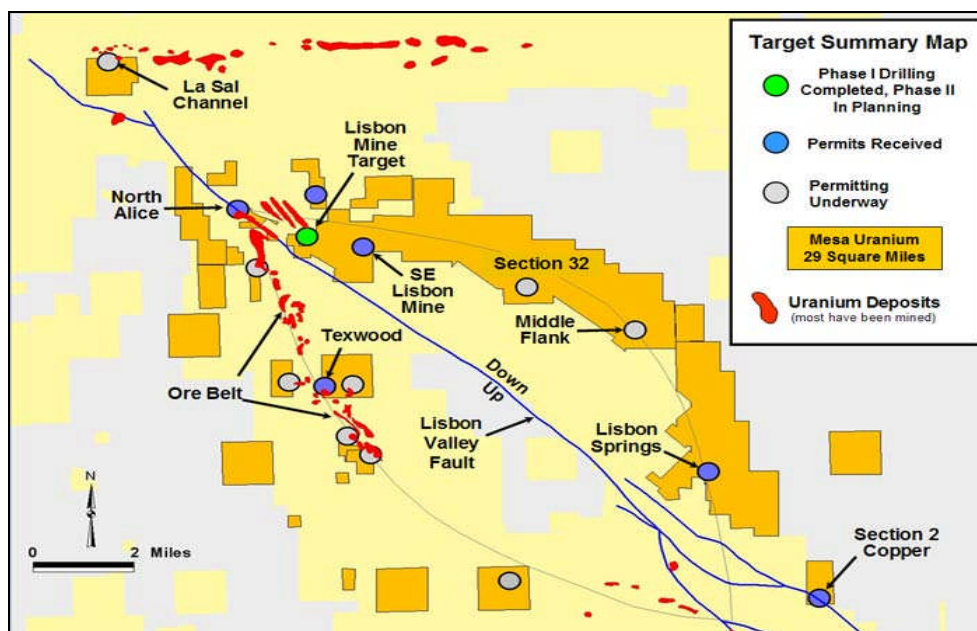 La Sal
Channel
Lisbon
Mine
Target
North
Alice
SE
Lisbon
Mine
Section 32
Middle
Flank
Texwood
Ore Belt
Down
Up
Lisbon
Valley
Fault
Lisbon
Springs
Section 2
Copper
N
0 2 Miles
Target Summary Map
Phase I Drilling
Completed, Phase II
In Planning
Permits Received
Permitting
Underway
Mesa Uranium
29 Square Miles
Uranium Deposits
(most have been mined)